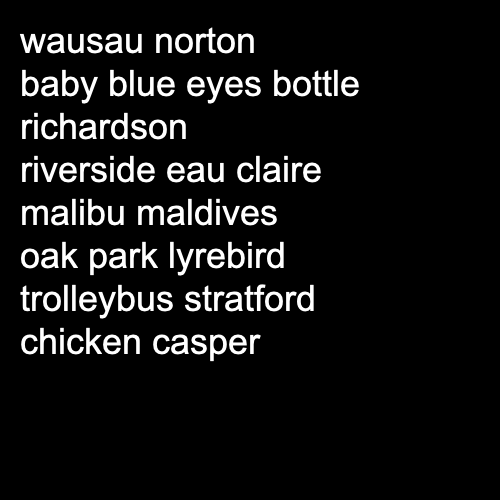 wausau norton
baby blue eyes bottle
richardson
riverside eau claire
malibu maldives
oak park lyrebird
trolleybus stratford
chicken casper